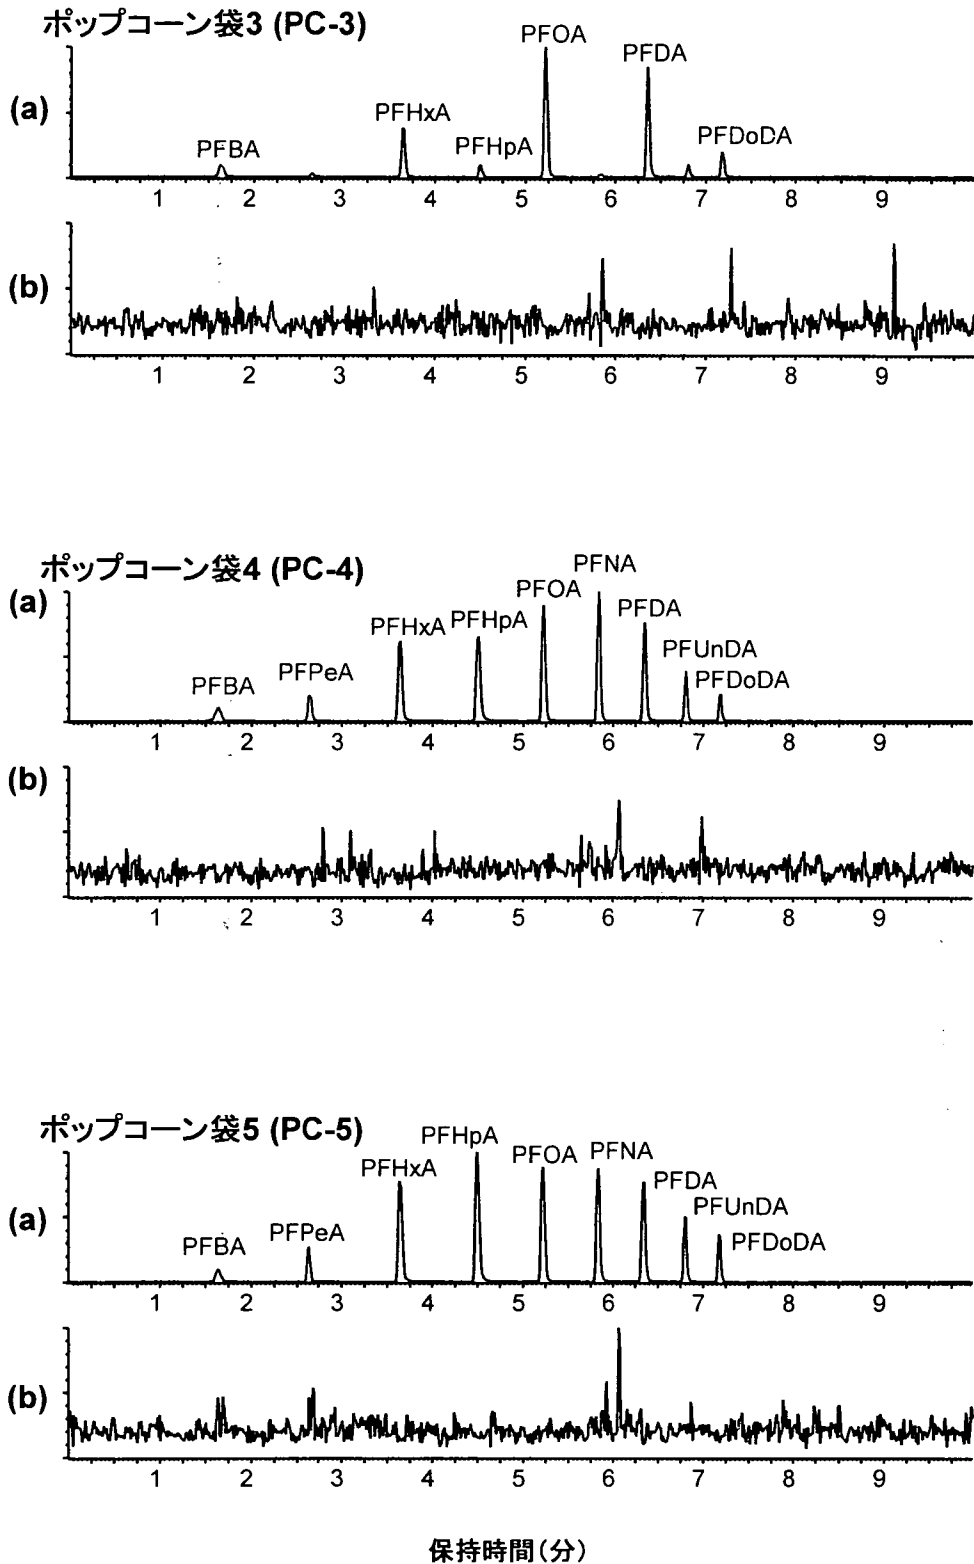 ポップコーン袋3 (PC-3)
(a)
PFBA PFHxA PFHpA PFOA PFDA PFDoDA
1 2 3 4 5 6 7 8 9
(b)
1 2 3 4 5 6 7 8 9
ポップコーン袋4 (PC-4)
(a)
PFBA PFPeA PFHxA PFHpA PFOA PFNA PFDA PFUnDA PFDoDA
1 2 3 4 5 6 7 8 9
(b)
1 2 3 4 5 6 7 8 9
ポップコーン袋5 (PC-5)
(a)
PFBA PFPeA PFHxA PFHpA PFOA PFNA PFDA PFUnDA PFDoDA
1 2 3 4 5 6 7 8 9
(b)
1 2 3 4 5 6 7 8 9
保持時間(分)